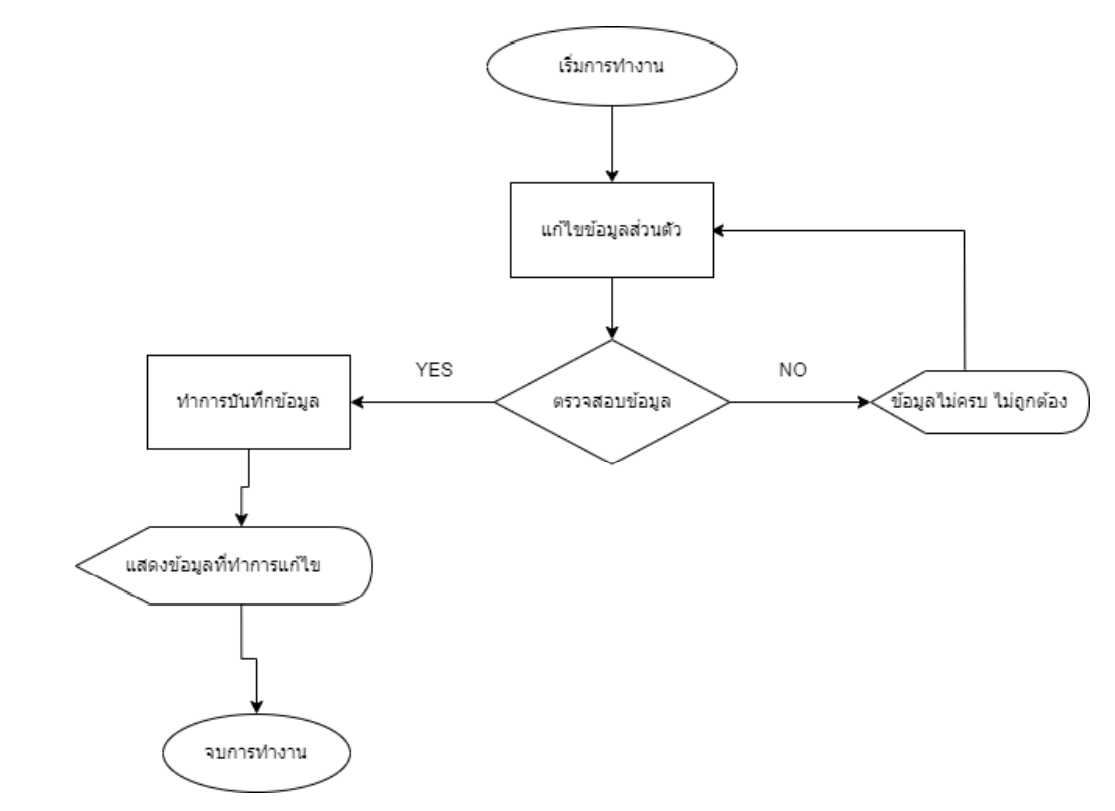 เริ่มการทำงาน
แก้ไขข้อมูลส่วนตัว
YES
NO
ทำการบันทึกข้อมูล
ตรวจสอบข้อมูล
ข้อมูลไม่ครบ ไม่ถูกต้อง
แสดงข้อมูลที่ทำการแก้ไข
จบการทำงาน